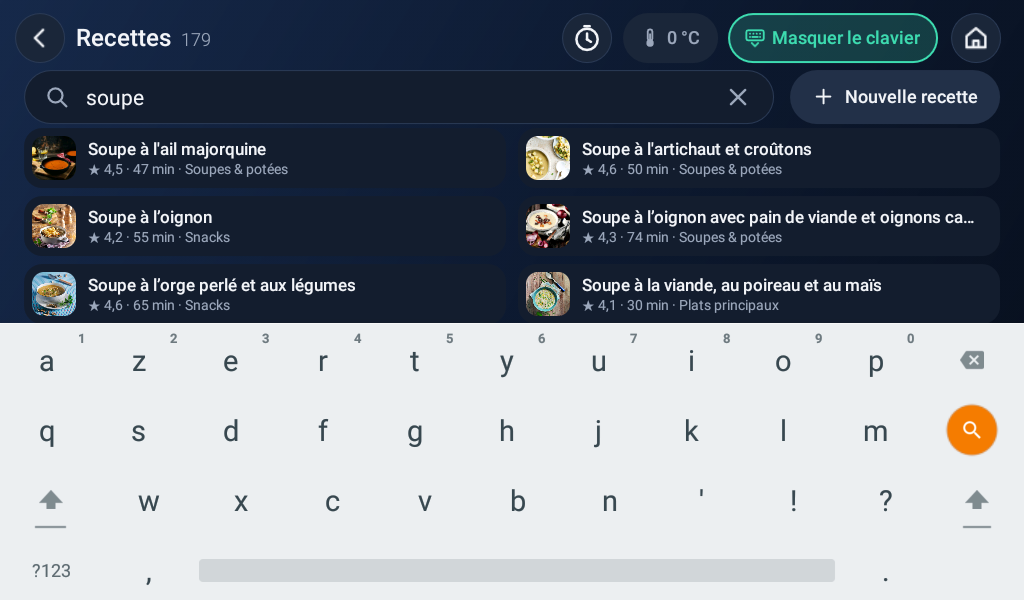 Recettes 179
0 °C
Masquer le clavier
soupe
Nouvelle recette
Soupe à l'ail majorquine
★ 4,5 · 47 min · Soupes & potées
Soupe à l'artichaut et croûtons
★ 4,6 · 50 min · Soupes & potées
Soupe à l’oignon
★ 4,2 · 55 min · Snacks
Soupe à l’oignon avec pain de viande et oignons ca...
★ 4,3 · 74 min · Soupes & potées
Soupe à l’orge perlé et aux légumes
★ 4,6 · 65 min · Snacks
Soupe à la viande, au poireau et au maïs
★ 4,1 · 30 min · Plats principaux
1 2 3 4 5 6 7 8 9 0
a z e r t y u i o p
q s d f g h j k l m
w x c v b n ' ! ?
?123 , .